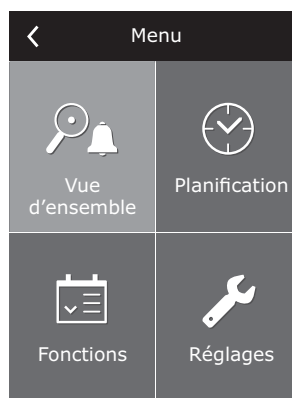 Menu
Vue
d'ensemble
Planification
Fonctions
Réglages